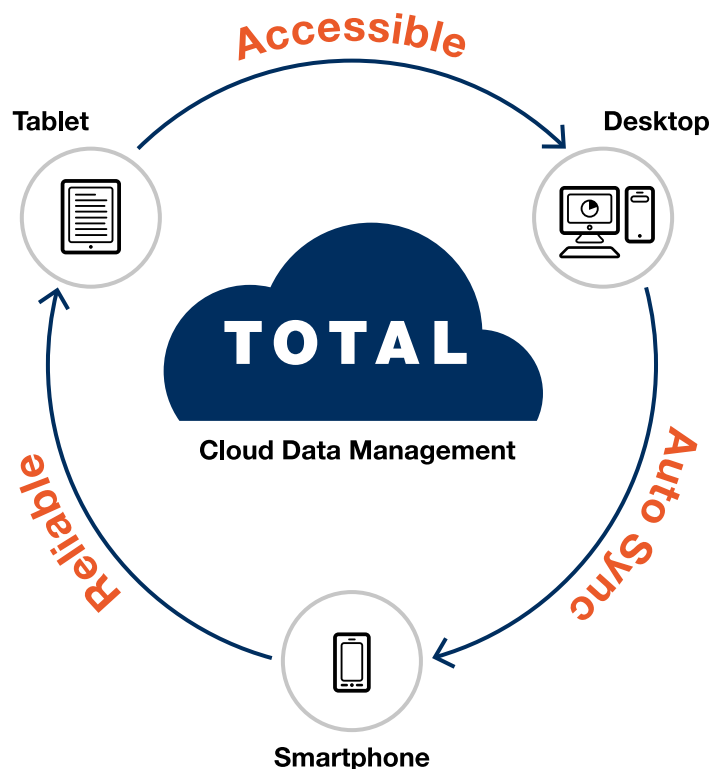 Accessible
Tablet
Desktop
TOTAL
Cloud Data Management
Reliable
Auto Sync
Smartphone